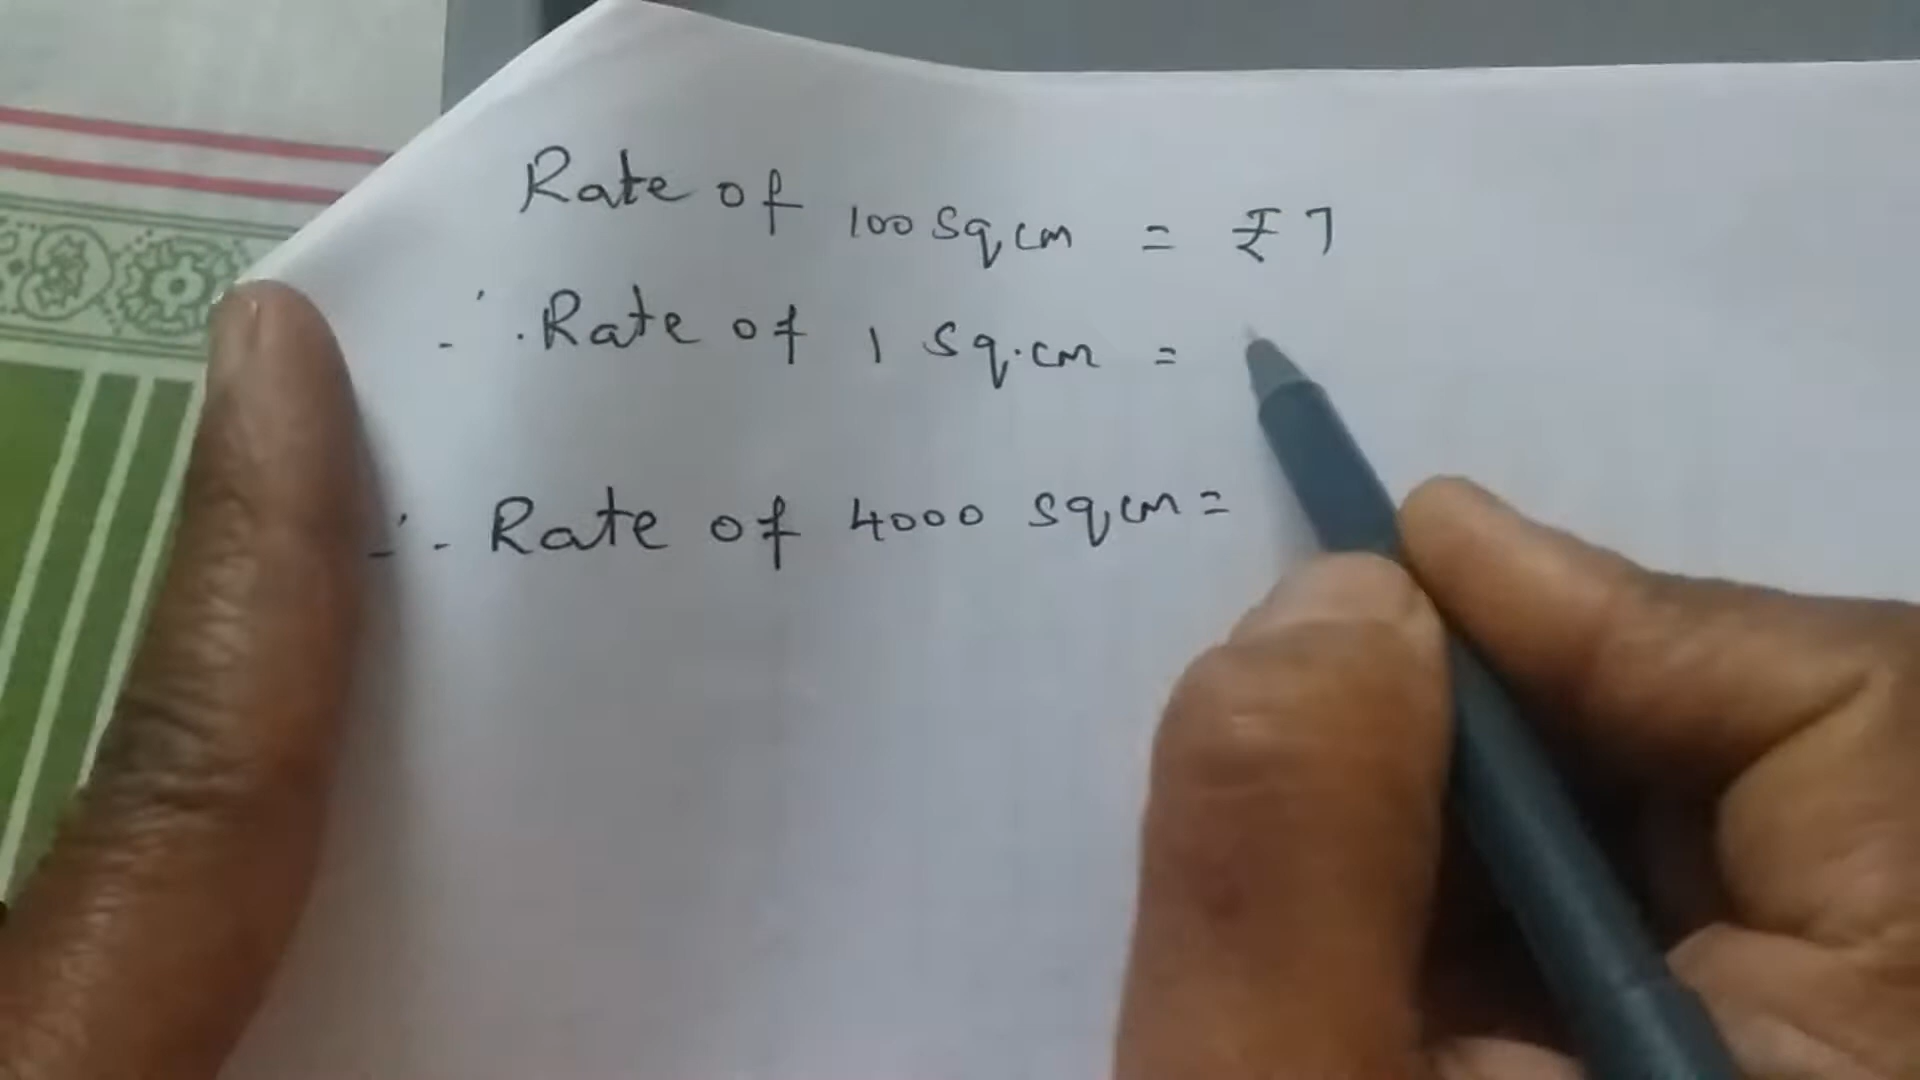 Rate of 100 sq cm = ₹ 7
∴ Rate of 1 sq.cm =
∴ Rate of 4000 sq cm =